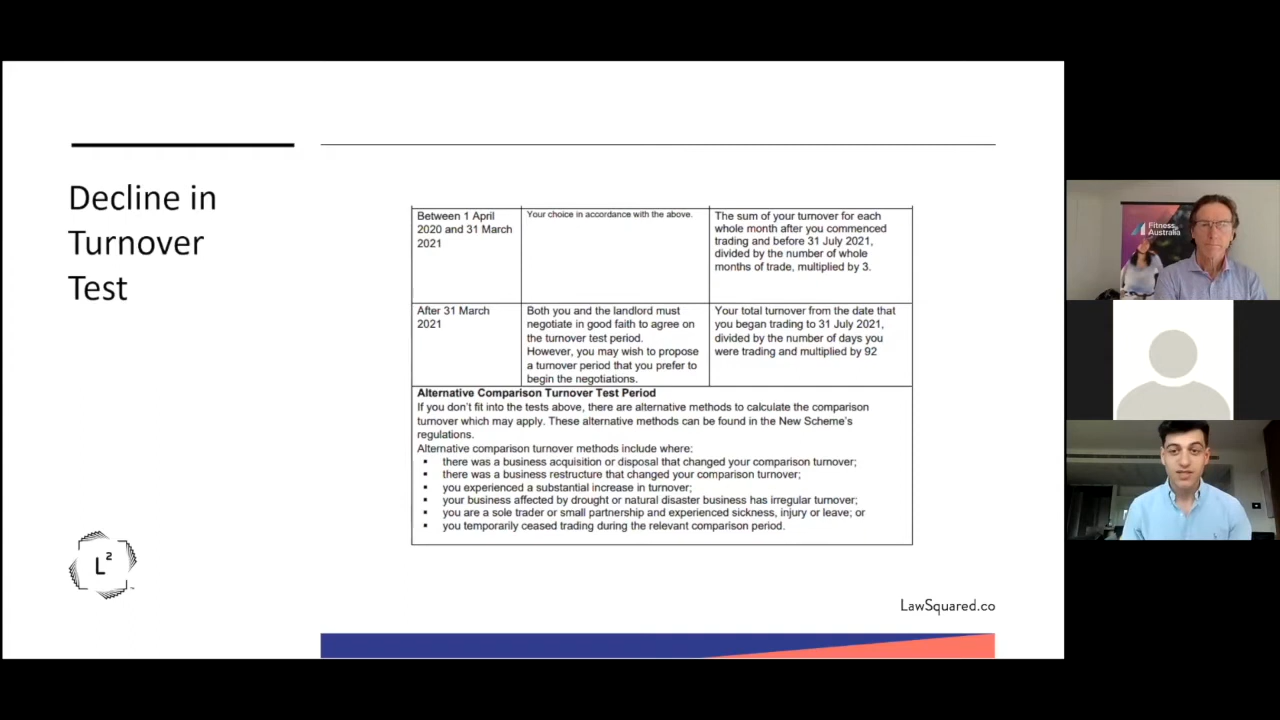 Decline in
Turnover
Test
Between 1 April
2020 and 31 March
2021
Your choice in accordance with the above.
The sum of your turnover for each
whole month after you commenced
trading and before 31 July 2021,
divided by the number of whole
months of trade, multiplied by 3.
After 31 March
2021
Both you and the landlord must
negotiate in good faith to agree on
the turnover test period.
However, you may wish to propose
a turnover period that you prefer to
begin the negotiations.
Your total turnover from the date that
you began trading to 31 July 2021,
divided by the number of days you
were trading and multiplied by 92
Alternative Comparison Turnover Test Period
If you don't fit into the tests above, there are alternative methods to calculate the comparison
turnover which may apply. These alternative methods can be found in the New Scheme's
regulations.
Alternative comparison turnover methods include where:
▪ there was a business acquisition or disposal that changed your comparison turnover;
▪ there was a business restructure that changed your comparison turnover;
▪ you experienced a substantial increase in turnover;
▪ your business affected by drought or natural disaster business has irregular turnover;
▪ you are a sole trader or small partnership and experienced sickness, injury or leave; or
▪ you temporarily ceased trading during the relevant comparison period.
L²
LawSquared.co
Fitness
Australia